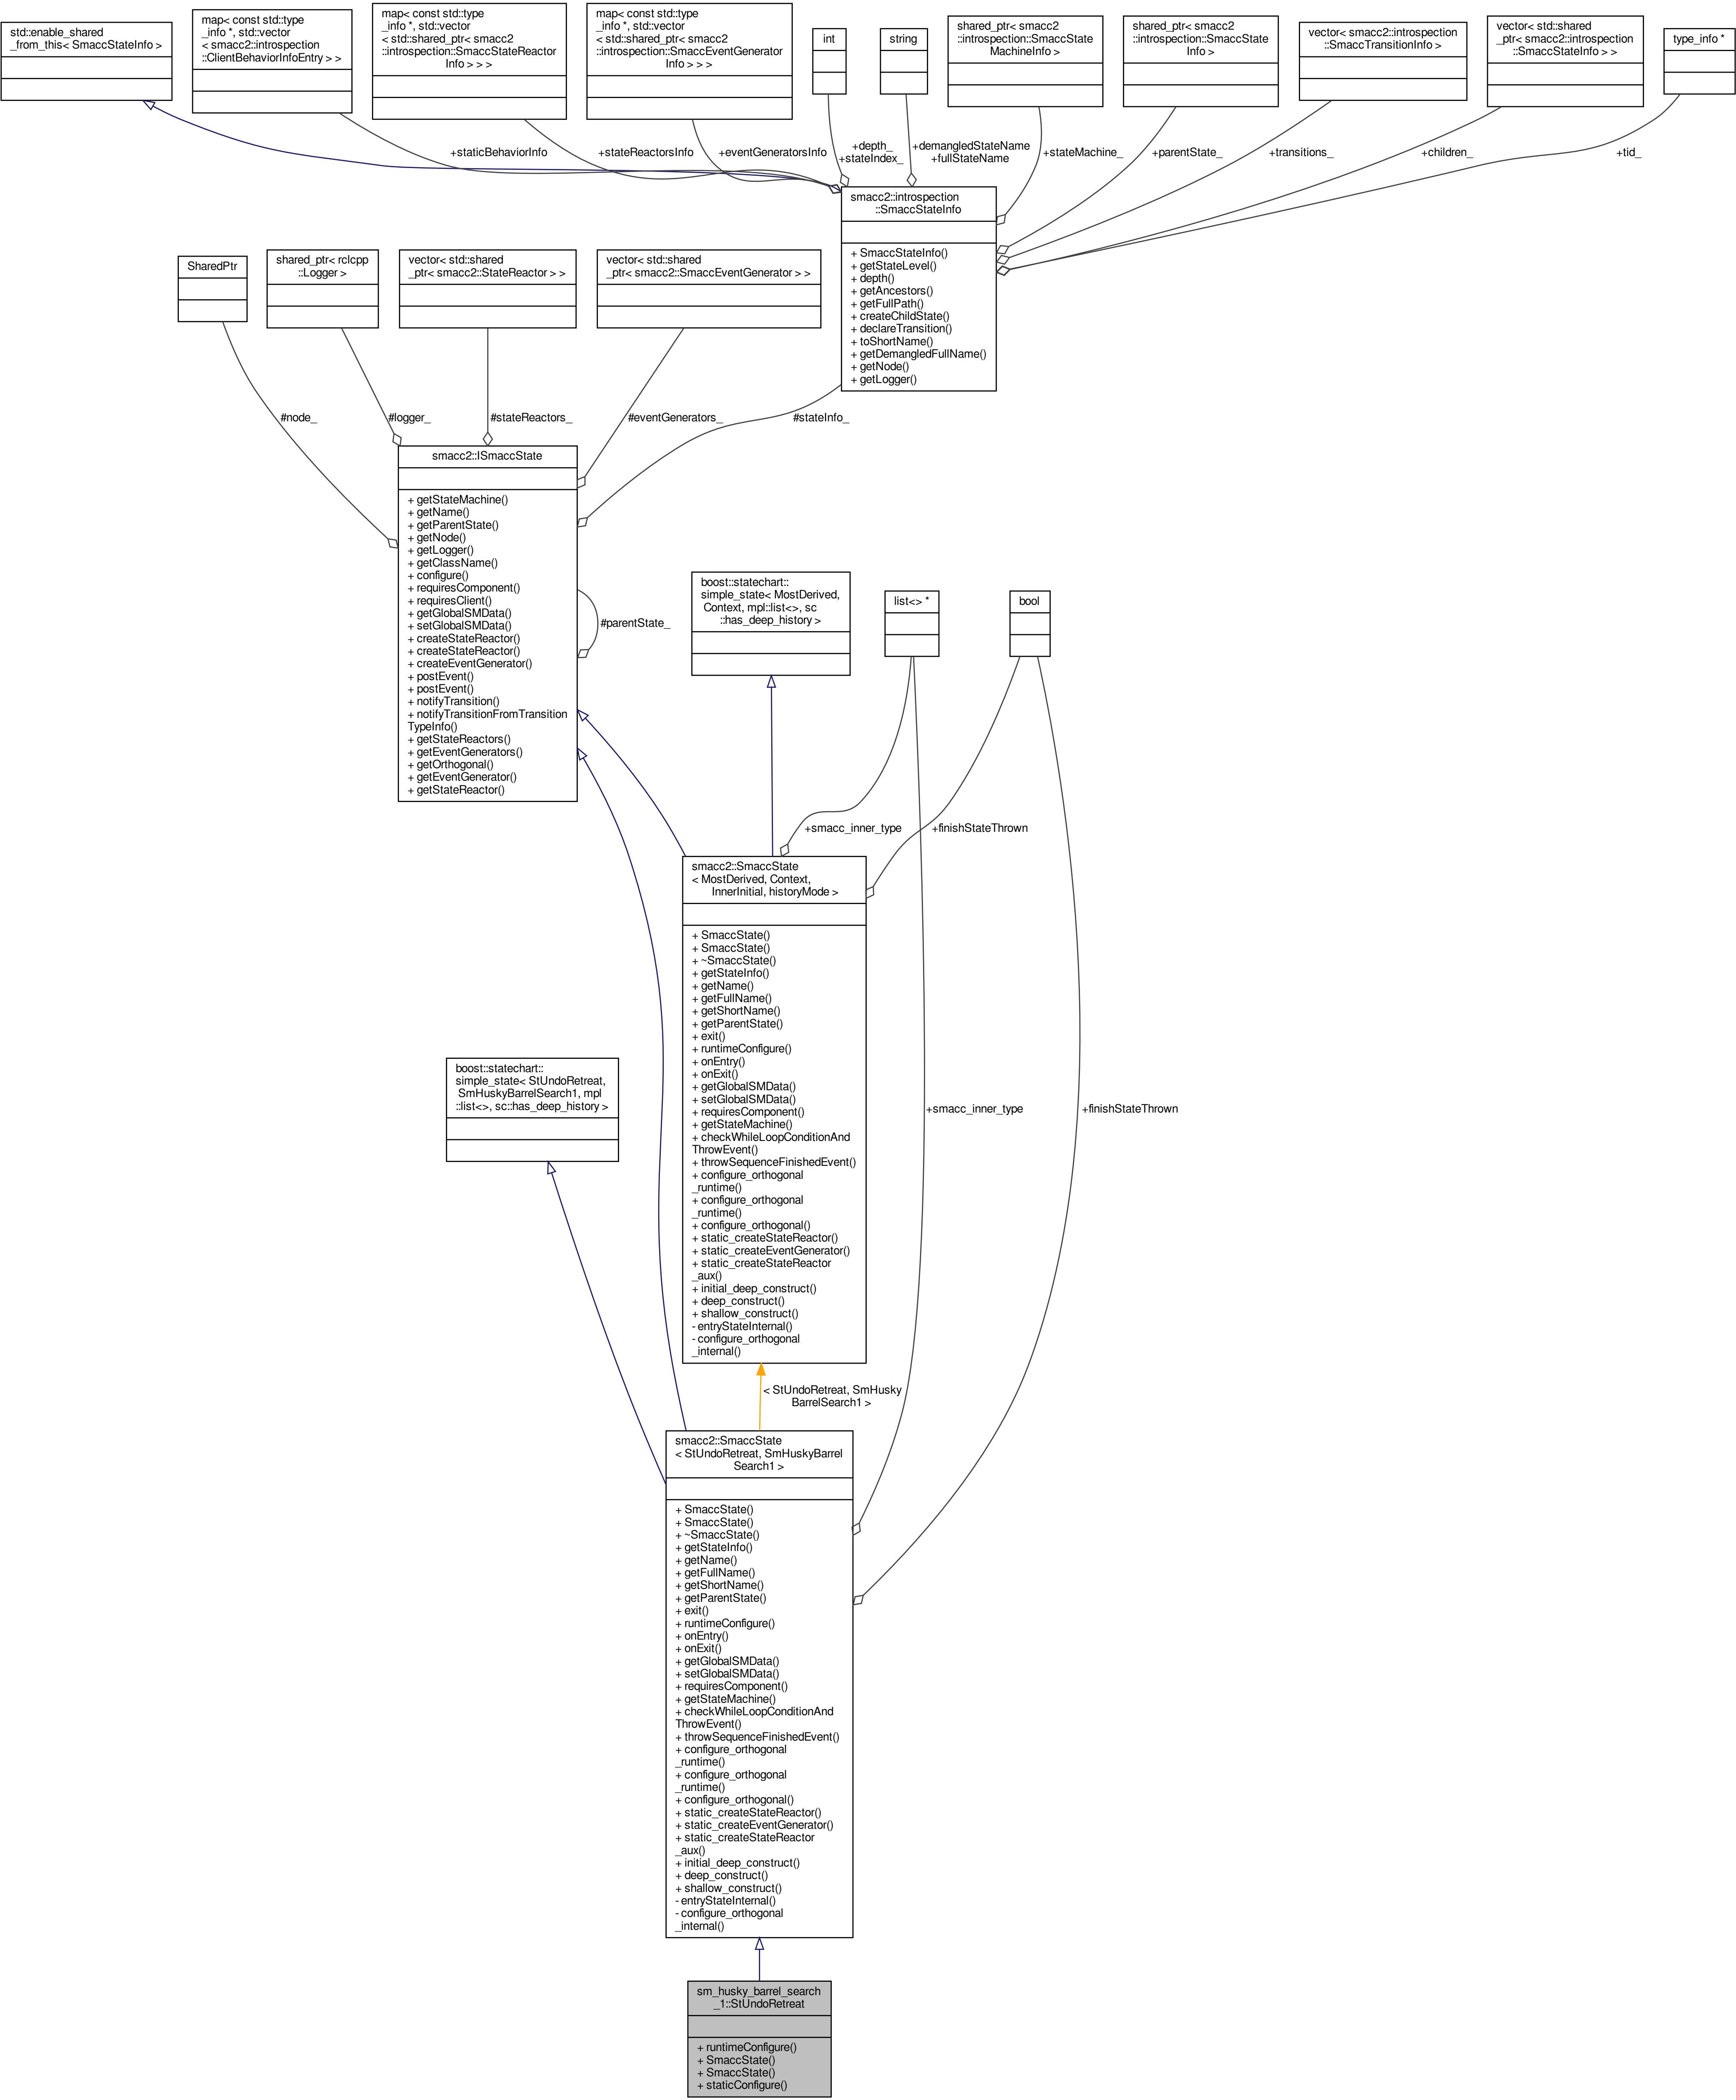 std::enable_shared
_from_this< SmaccStateInfo >
map< const std::type
_info *, std::vector
< smacc2::introspection
::ClientBehaviorInfoEntry > >
map< const std::type
_info *, std::vector
< std::shared_ptr< smacc2
::introspection::SmaccStateReactor
Info > > >
map< const std::type
_info *, std::vector
< std::shared_ptr< smacc2
::introspection::SmaccEventGenerator
Info > > >
int
string
shared_ptr< smacc2
::introspection::SmaccState
MachineInfo >
shared_ptr< smacc2
::introspection::SmaccState
Info >
vector< smacc2::introspection
::SmaccTransitionInfo >
vector< std::shared
_ptr< smacc2::introspection
::SmaccStateInfo > >
type_info *
+staticBehaviorInfo
+stateReactorsInfo
+eventGeneratorsInfo
+depth_
+stateIndex_
+demangledStateName
+fullStateName
+stateMachine_
+parentState_
+transitions_
+children_
+tid_
smacc2::introspection
::SmaccStateInfo
+ SmaccStateInfo()
+ getStateLevel()
+ depth()
+ getAncestors()
+ getFullPath()
+ createChildState()
+ declareTransition()
+ toShortName()
+ getDemangledFullName()
+ getNode()
+ getLogger()
SharedPtr
shared_ptr< rclcpp
::Logger >
vector< std::shared
_ptr< smacc2::StateReactor > >
vector< std::shared
_ptr< smacc2::SmaccEventGenerator > >
#node_
#logger_
#stateReactors_
#eventGenerators_
#stateInfo_
smacc2::ISmaccState
+ getStateMachine()
+ getName()
+ getParentState()
+ getNode()
+ getLogger()
+ getClassName()
+ configure()
+ requiresComponent()
+ requiresClient()
+ getGlobalSMData()
+ setGlobalSMData()
+ createStateReactor()
+ createStateReactor()
+ createEventGenerator()
+ postEvent()
+ postEvent()
+ notifyTransition()
+ notifyTransitionFromTransition
TypeInfo()
+ getStateReactors()
+ getEventGenerators()
+ getOrthogonal()
+ getEventGenerator()
+ getStateReactor()
#parentState_
boost::statechart::
simple_state< MostDerived,
Context, mpl::list<>, sc
::has_deep_history >
list<> *
bool
+smacc_inner_type
+finishStateThrown
smacc2::SmaccState
< MostDerived, Context,
InnerInitial, historyMode >
+ SmaccState()
+ SmaccState()
+ ~SmaccState()
+ getStateInfo()
+ getName()
+ getFullName()
+ getShortName()
+ getParentState()
+ exit()
+ runtimeConfigure()
+ onEntry()
+ onExit()
+ getGlobalSMData()
+ setGlobalSMData()
+ requiresComponent()
+ getStateMachine()
+ checkWhileLoopConditionAnd
ThrowEvent()
+ throwSequenceFinishedEvent()
+ configure_orthogonal
_runtime()
+ configure_orthogonal
_runtime()
+ configure_orthogonal()
+ static_createStateReactor()
+ static_createEventGenerator()
+ static_createStateReactor
_aux()
+ initial_deep_construct()
+ deep_construct()
+ shallow_construct()
- entryStateInternal()
- configure_orthogonal
_internal()
boost::statechart::
simple_state< StUndoRetreat,
SmHuskyBarrelSearch1, mpl
::list<>, sc::has_deep_history >
+smacc_inner_type
+finishStateThrown
< StUndoRetreat, SmHusky
BarrelSearch1 >
smacc2::SmaccState
< StUndoRetreat, SmHuskyBarrel
Search1 >
+ SmaccState()
+ SmaccState()
+ ~SmaccState()
+ getStateInfo()
+ getName()
+ getFullName()
+ getShortName()
+ getParentState()
+ exit()
+ runtimeConfigure()
+ onEntry()
+ onExit()
+ getGlobalSMData()
+ setGlobalSMData()
+ requiresComponent()
+ getStateMachine()
+ checkWhileLoopConditionAnd
ThrowEvent()
+ throwSequenceFinishedEvent()
+ configure_orthogonal
_runtime()
+ configure_orthogonal
_runtime()
+ configure_orthogonal()
+ static_createStateReactor()
+ static_createEventGenerator()
+ static_createStateReactor
_aux()
+ initial_deep_construct()
+ deep_construct()
+ shallow_construct()
- entryStateInternal()
- configure_orthogonal
_internal()
sm_husky_barrel_search
_1::StUndoRetreat
+ runtimeConfigure()
+ SmaccState()
+ SmaccState()
+ staticConfigure()